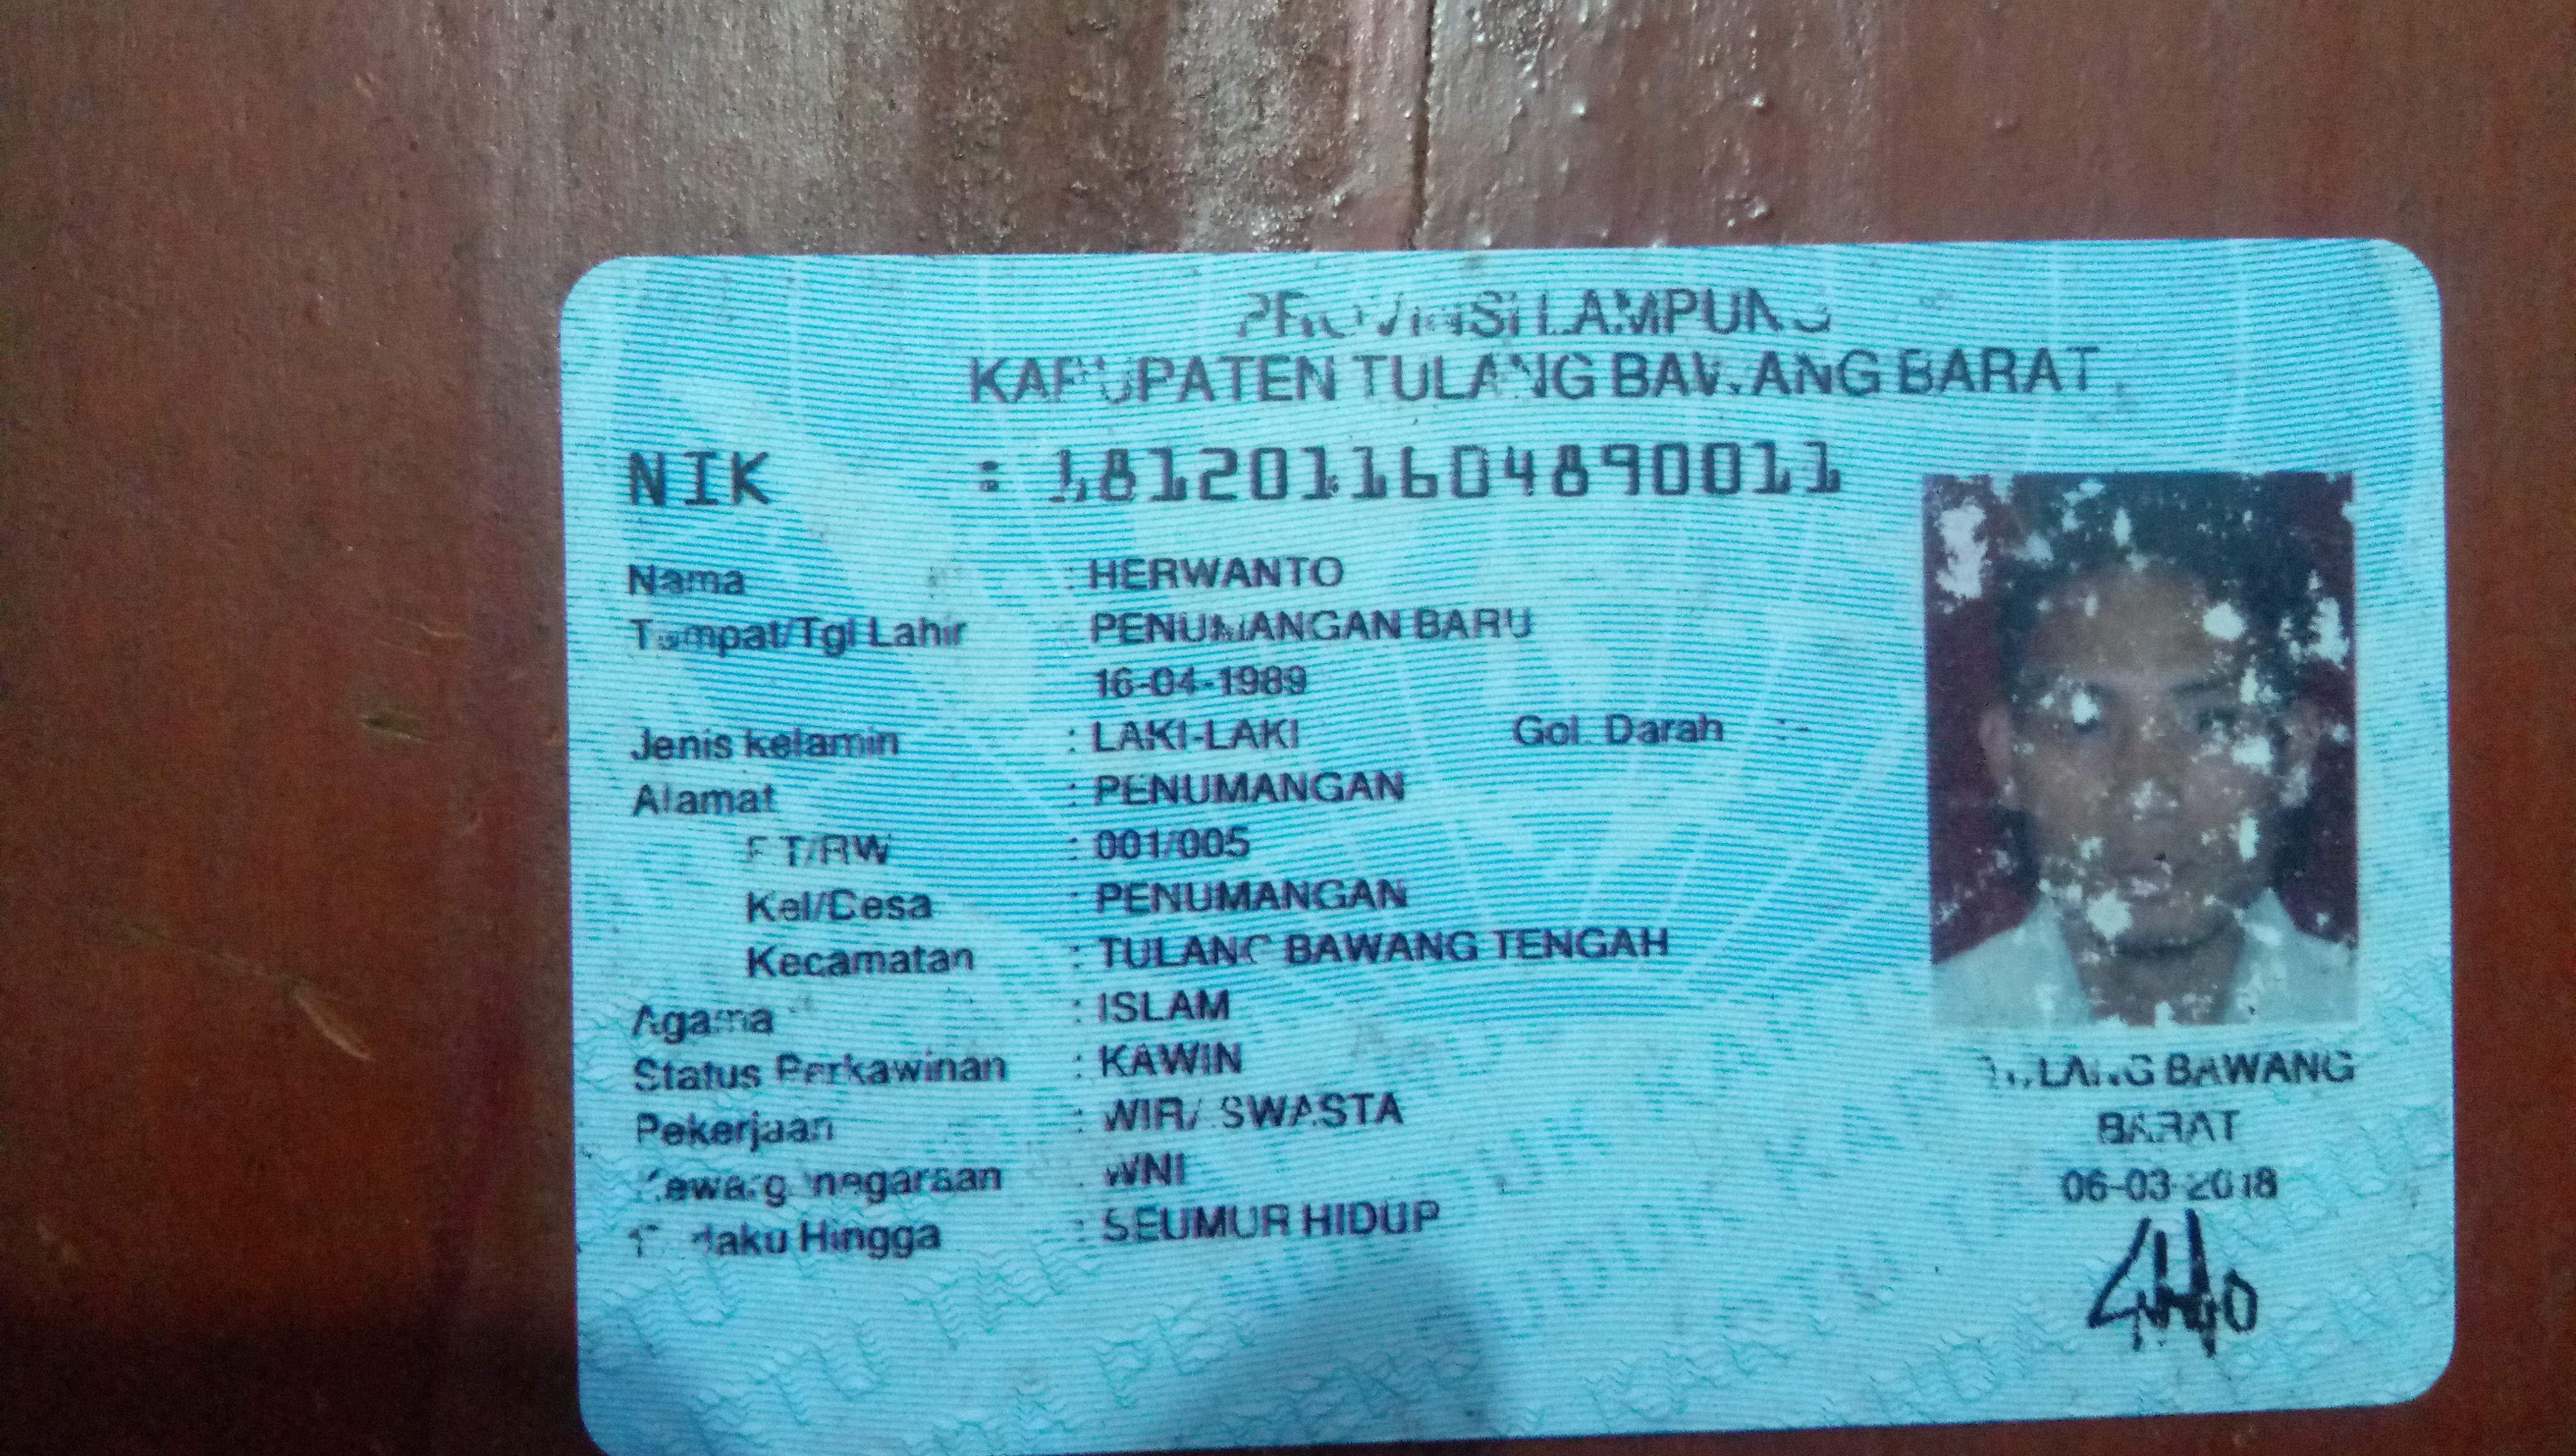 PROVINSI LAMPUNG
KABUPATEN TULANG BAWANG BARAT
NIK : 1812011604890011
Nama : HERWANTO
Tempat/Tgl Lahir : PENUMANGAN BARU
16-04-1989
Jenis kelamin : LAKI-LAKI Gol. Darah : -
Alamat : PENUMANGAN
RT/RW : 001/005
Kel/Desa : PENUMANGAN
Kecamatan : TULANG BAWANG TENGAH
Agama : ISLAM
Status Perkawinan : KAWIN
Pekerjaan : WIRASWASTA
Kewarganegaraan : WNI
Berlaku Hingga : SEUMUR HIDUP
TULANG BAWANG
BARAT
06-03-2018